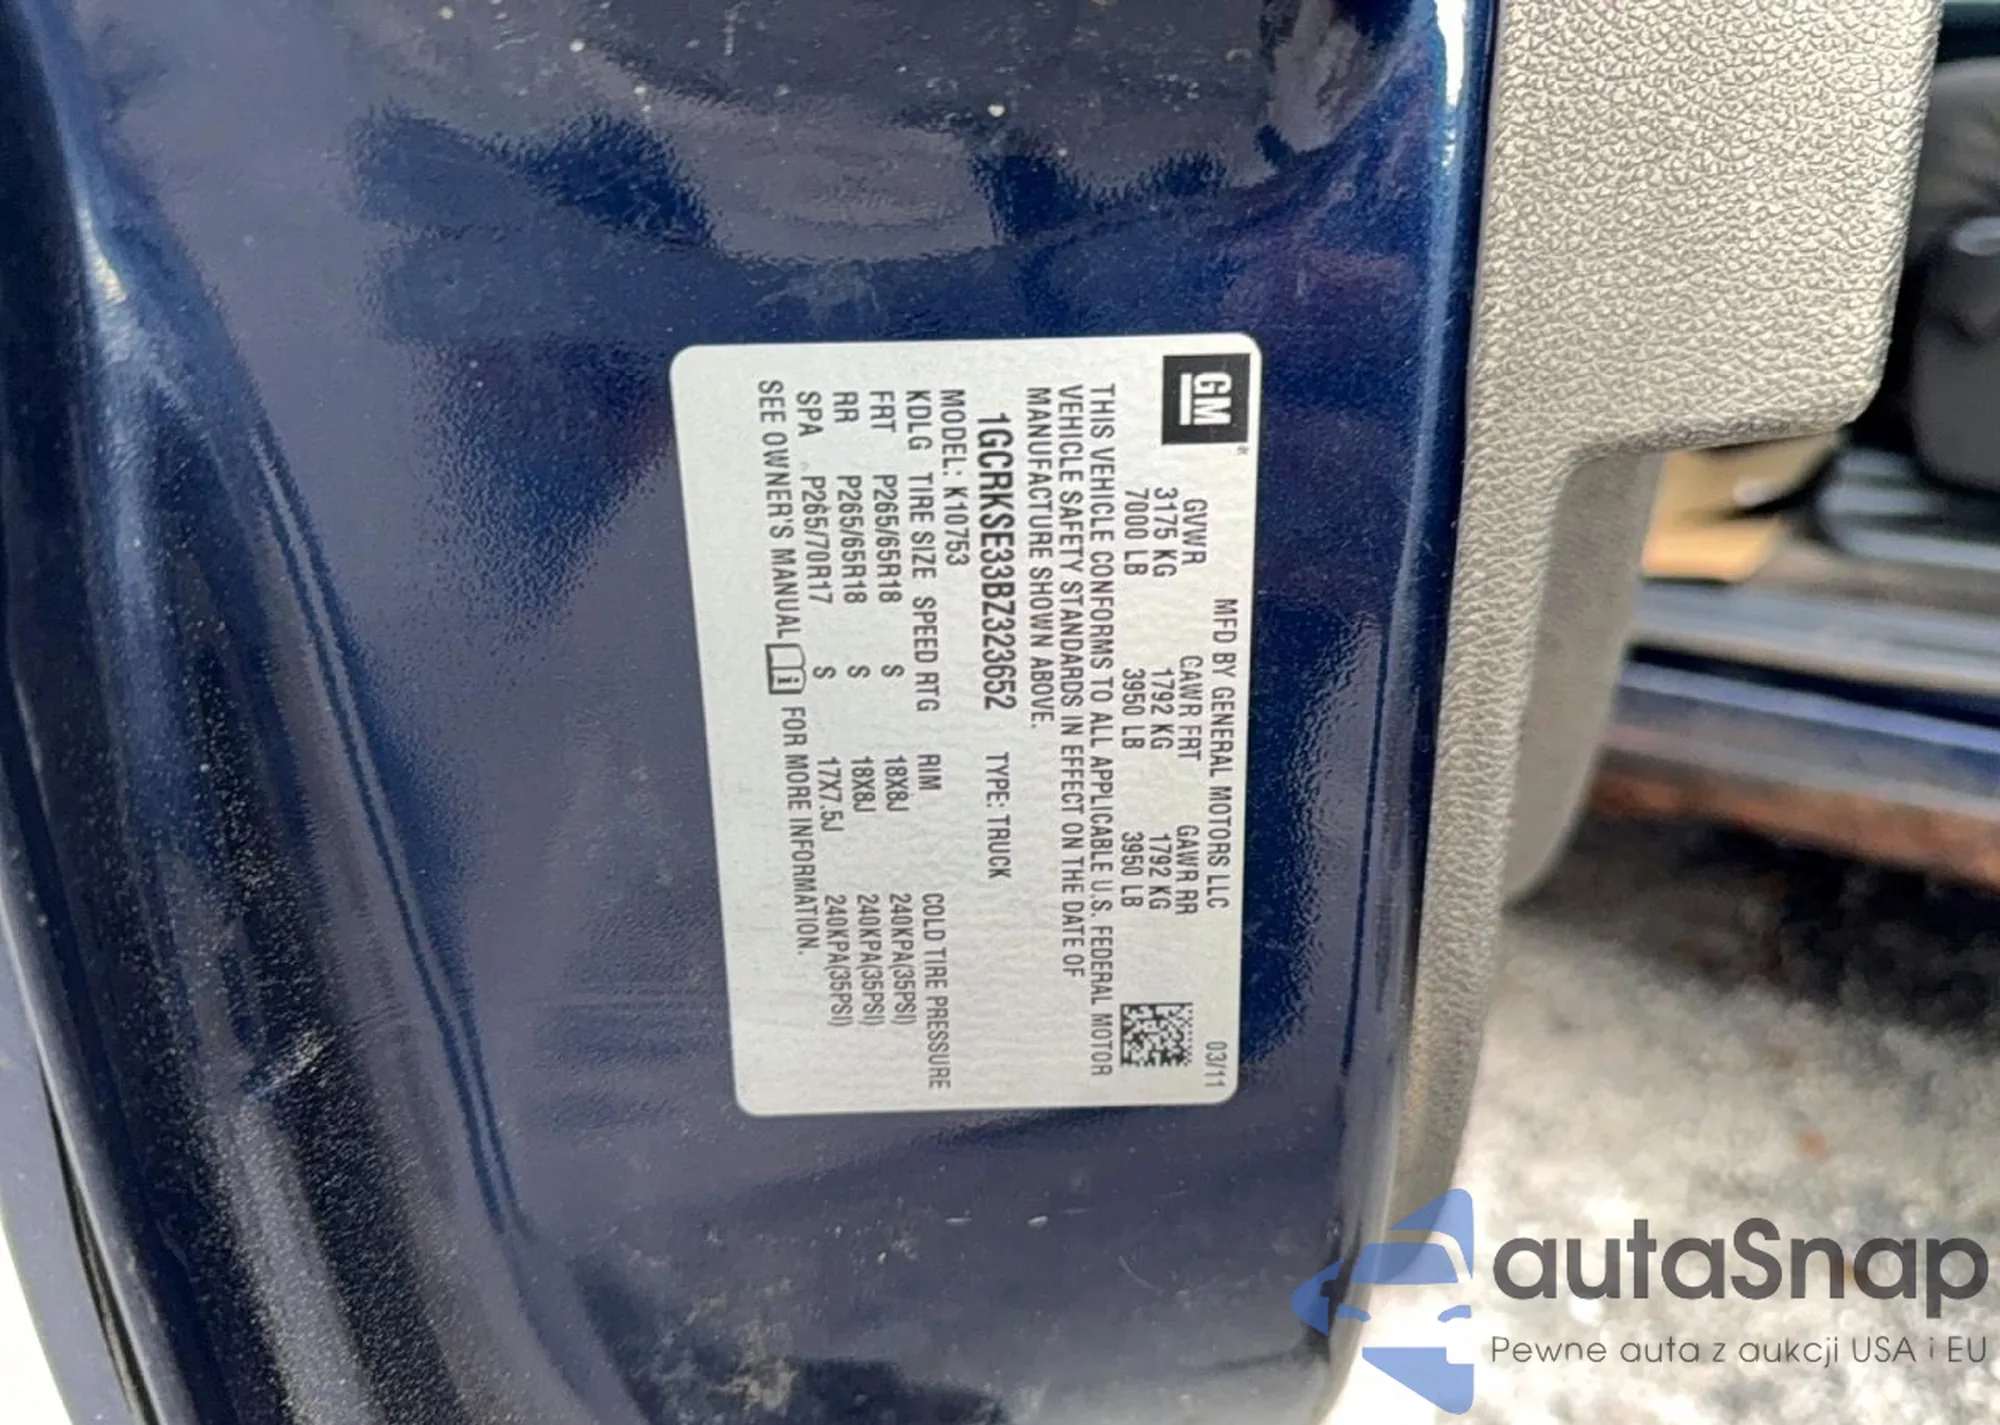 GM
MFD BY GENERAL MOTORS LLC 03/11
GVWR GAWR FRT GAWR RR
3175 KG 1792 KG 1792 KG
7000 LB 3950 LB 3950 LB
THIS VEHICLE CONFORMS TO ALL APPLICABLE U.S. FEDERAL MOTOR
VEHICLE SAFETY STANDARDS IN EFFECT ON THE DATE OF
MANUFACTURE SHOWN ABOVE.
1GCRKSE33BZ323652 TYPE: TRUCK
MODEL: K10753
KDLG TIRE SIZE SPEED RTG RIM COLD TIRE PRESSURE
FRT P265/65R18 S 18X8J 240KPA(35PSI)
RR P265/65R18 S 18X8J 240KPA(35PSI)
SPA P265/70R17 S 17X7.5J 240KPA(35PSI)
SEE OWNER'S MANUAL i FOR MORE INFORMATION.
autaSnap
Pewne auta z aukcji USA i EU